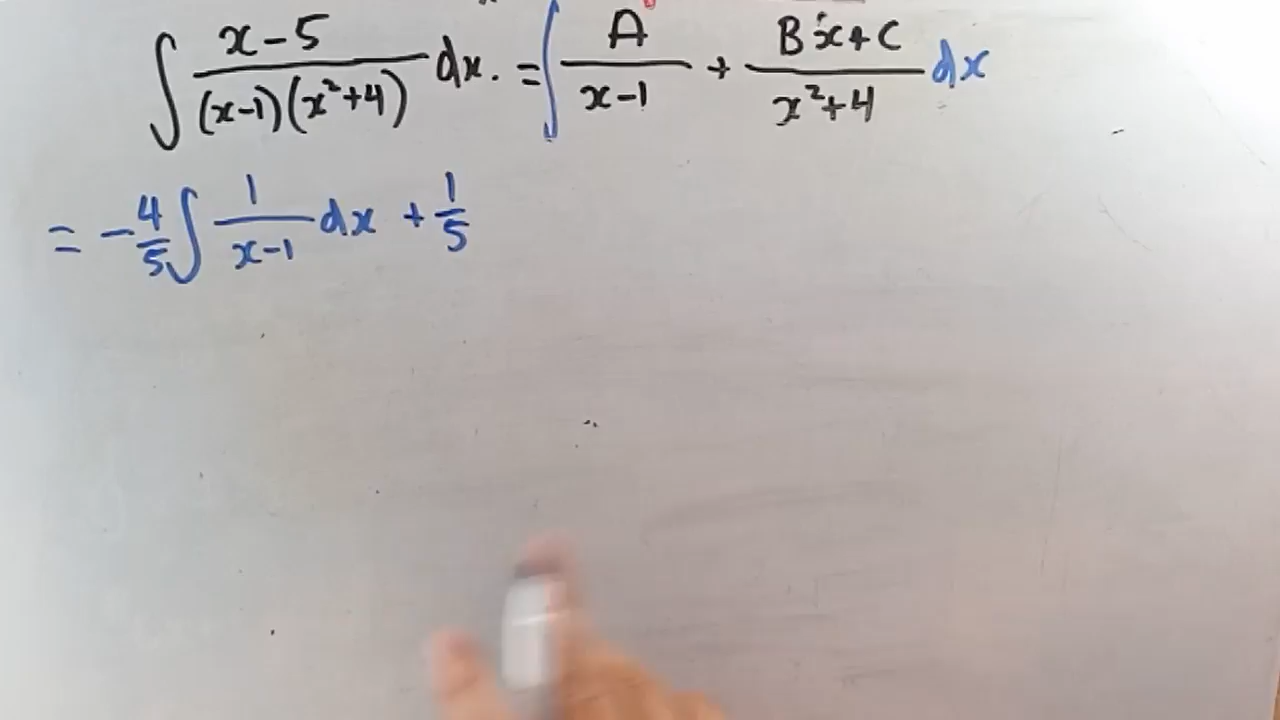 ∫ x-5 / (x-1)(x²+4) dx. = ∫ A / x-1 + Bx+C / x²+4 dx
= -4/5 ∫ 1 / x-1 dx + 1/5